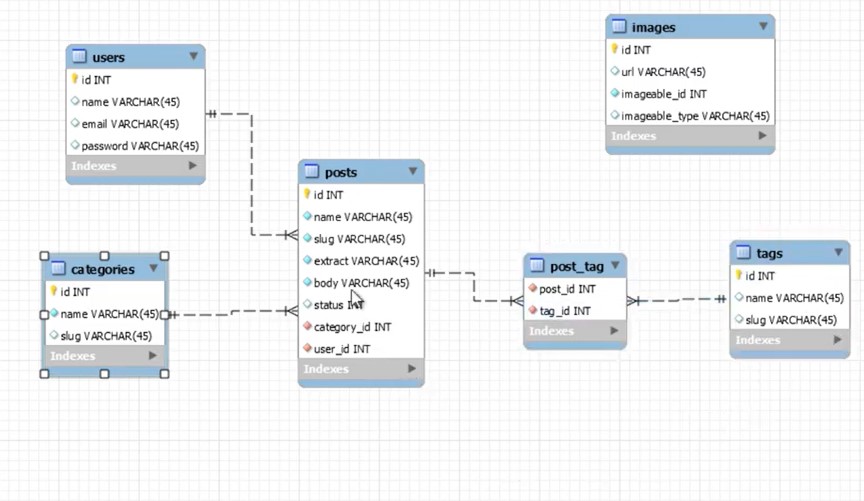 users
id INT
name VARCHAR(45)
email VARCHAR(45)
password VARCHAR(45)
Indexes
images
id INT
url VARCHAR(45)
imageable_id INT
imageable_type VARCHAR(45)
Indexes
posts
id INT
name VARCHAR(45)
slug VARCHAR(45)
extract VARCHAR(45)
body VARCHAR(45)
status INT
category_id INT
user_id INT
Indexes
categories
id INT
name VARCHAR(45)
slug VARCHAR(45)
Indexes
post_tag
post_id INT
tag_id INT
Indexes
tags
id INT
name VARCHAR(45)
slug VARCHAR(45)
Indexes